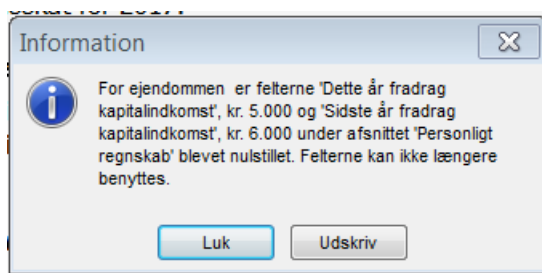 Information
For ejendommen er felterne 'Dette år fradrag
kapitalindkomst', kr. 5.000 og 'Sidste år fradrag
kapitalindkomst', kr. 6.000 under afsnittet 'Personligt
regnskab' blevet nulstillet. Felterne kan ikke længere
benyttes.
Luk Udskriv